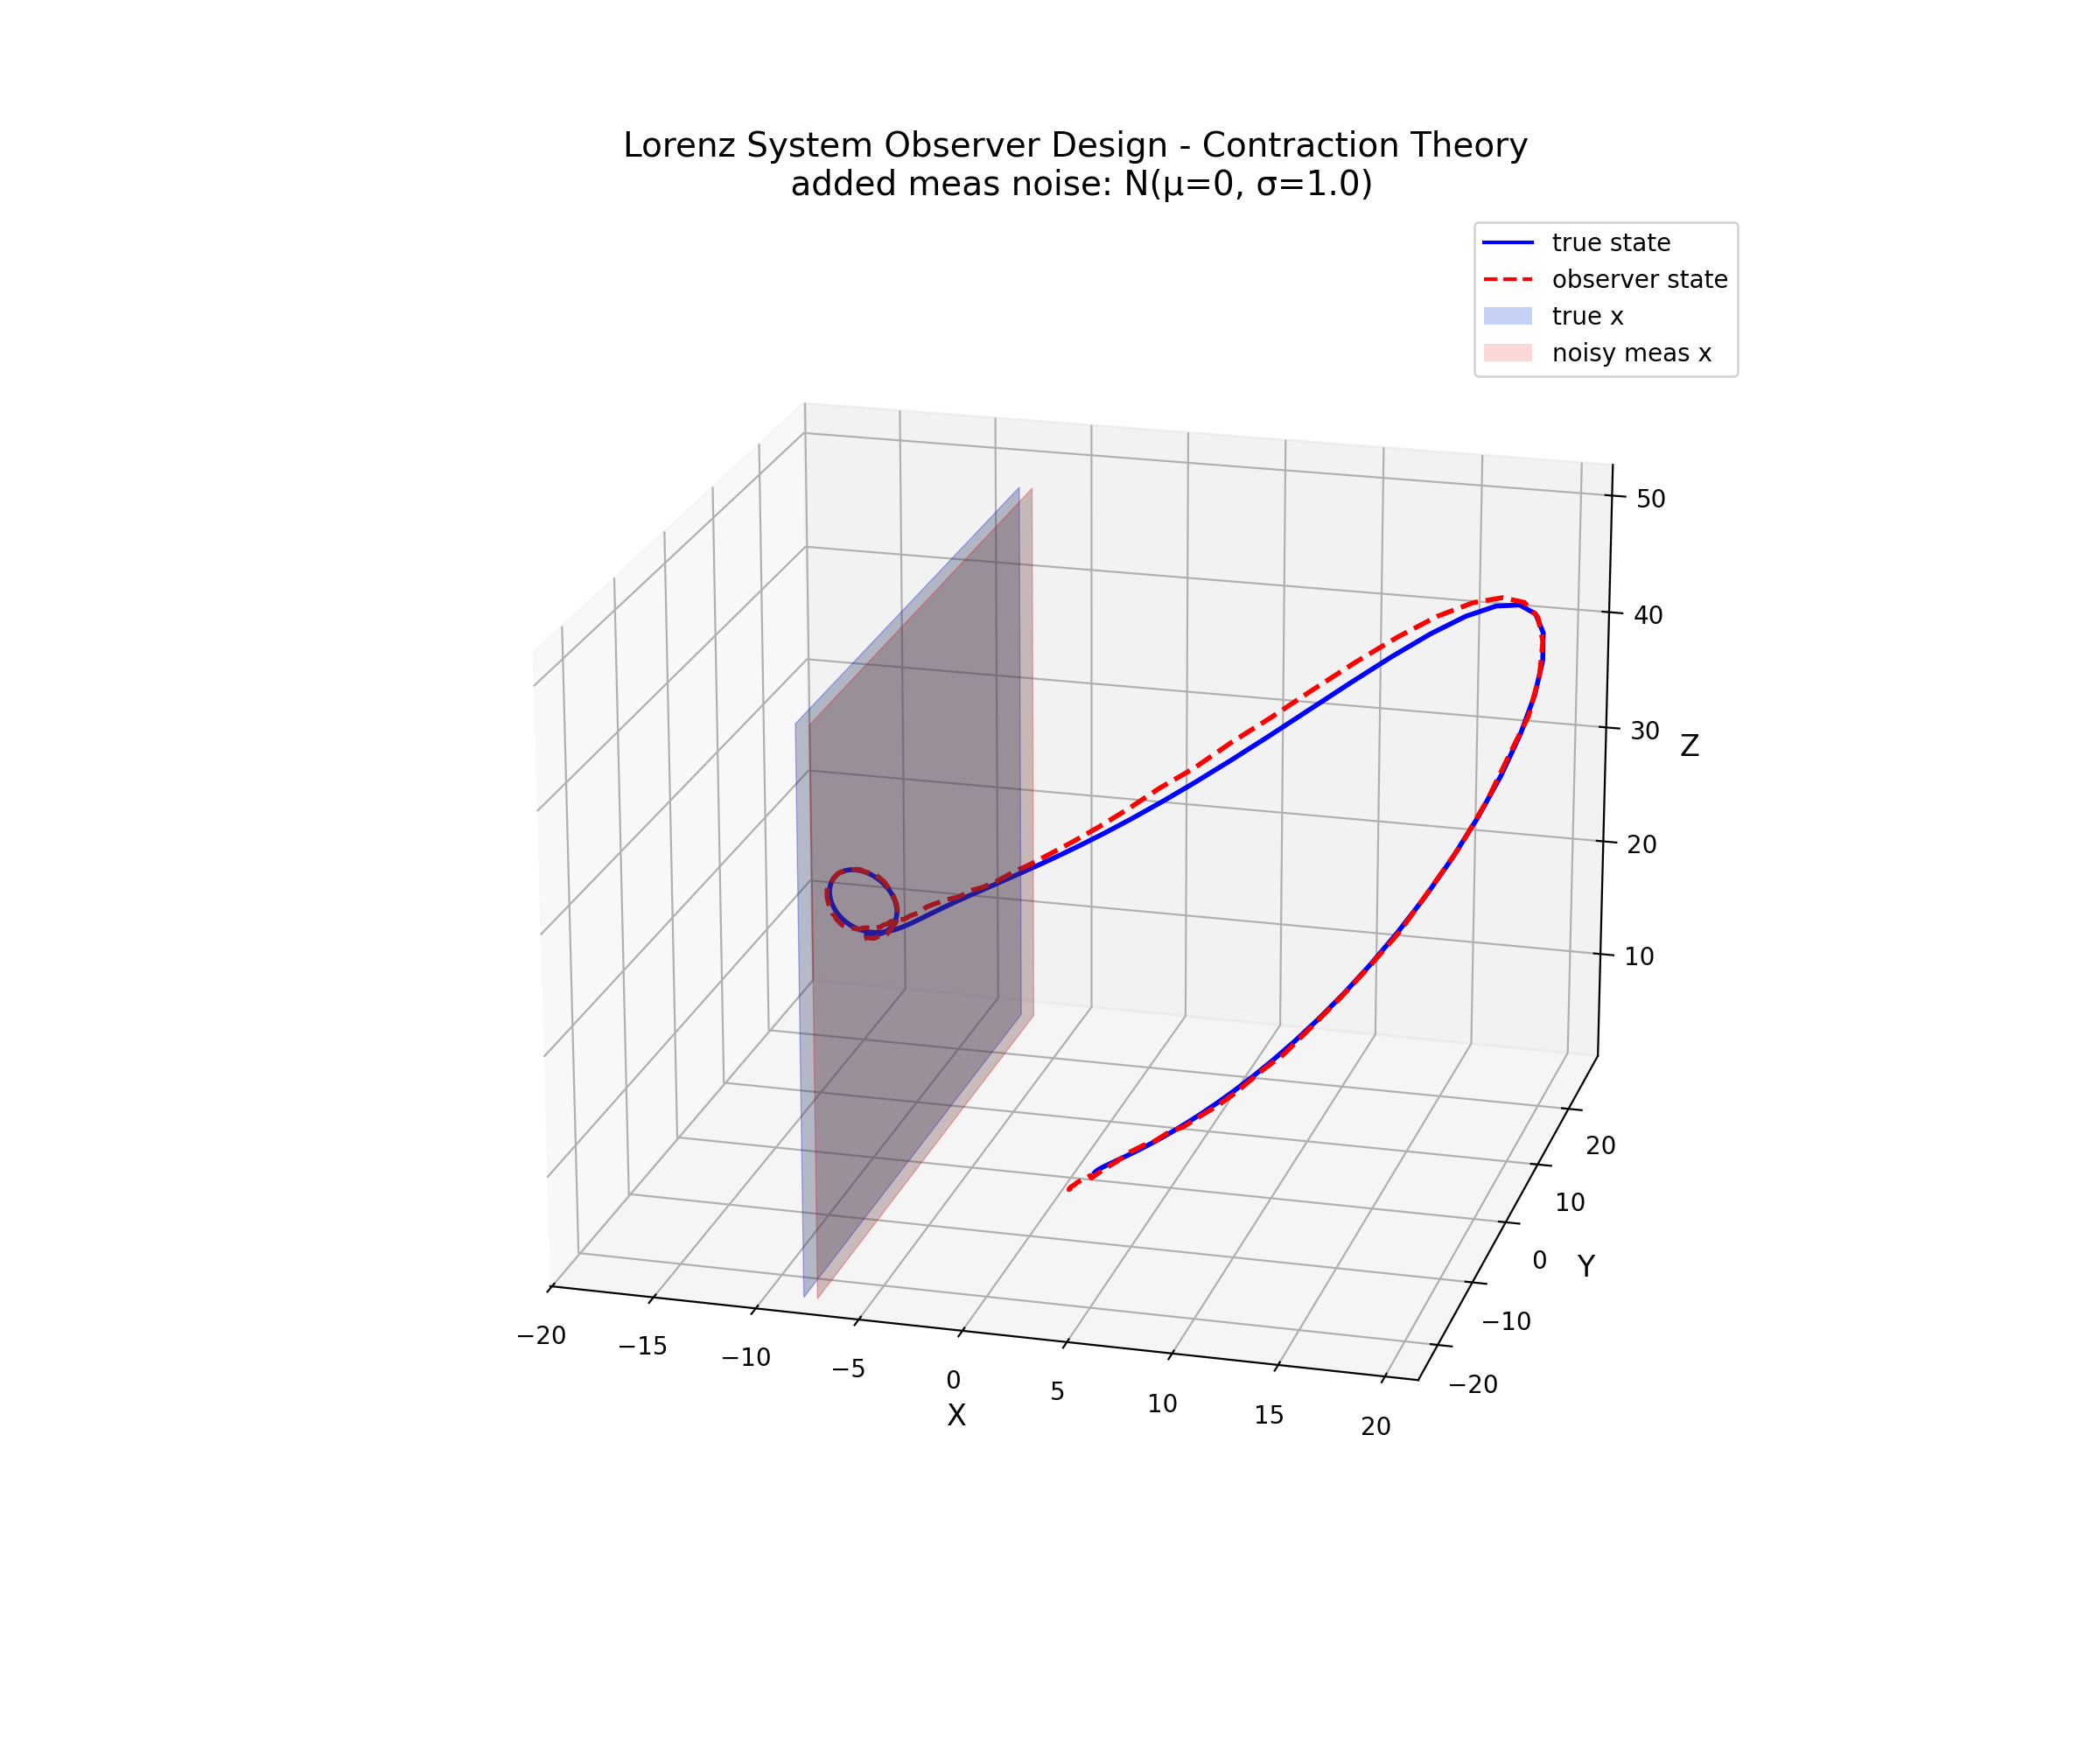 Lorenz System Observer Design - Contraction Theory
added meas noise: N(μ=0, σ=1.0)
true state
observer state
true x
noisy meas x
50
40
30
Z
20
10
20
10
0
Y
−10
−20
−20
−15
−10
−5
0
5
10
15
20
X